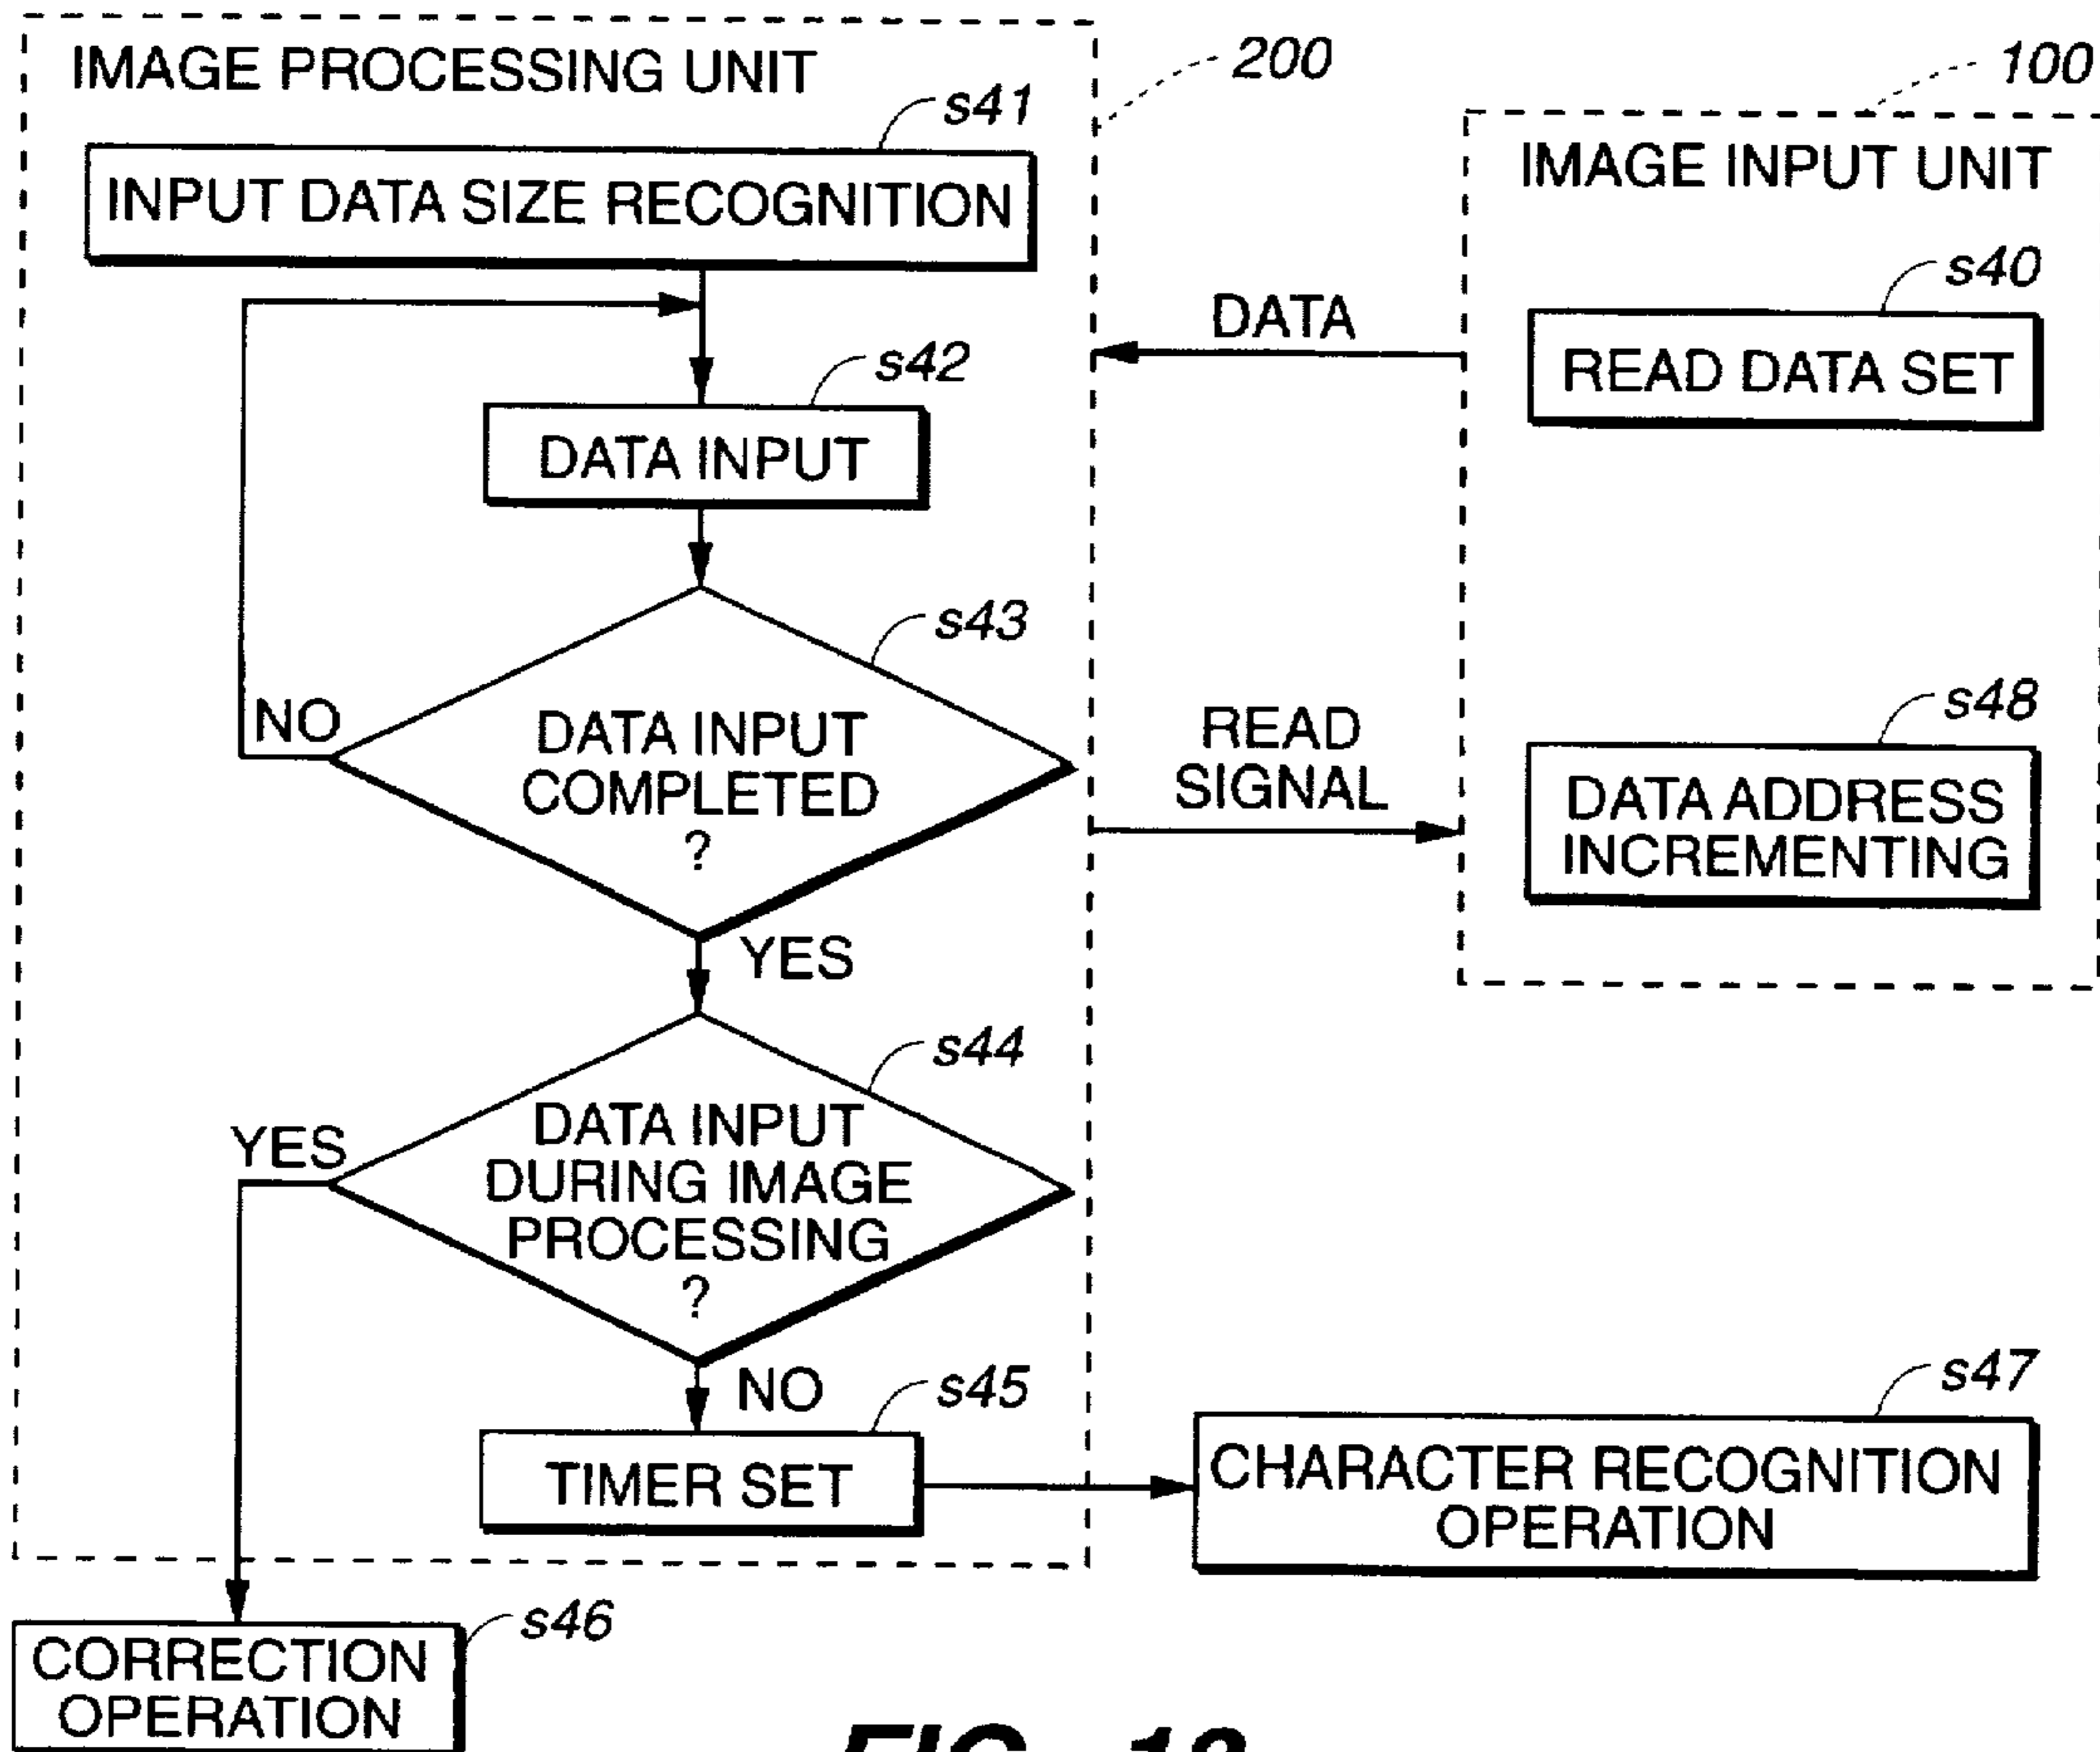 IMAGE PROCESSING UNIT
200
100
s41
INPUT DATA SIZE RECOGNITION
IMAGE INPUT UNIT
s40
READ DATA SET
DATA
s42
DATA INPUT
s43
DATA INPUT
COMPLETED
?
NO
YES
READ
SIGNAL
s48
DATA ADDRESS
INCREMENTING
s44
DATA INPUT
DURING IMAGE
PROCESSING
?
YES
NO
s45
TIMER SET
s47
CHARACTER RECOGNITION
OPERATION
s46
CORRECTION
OPERATION